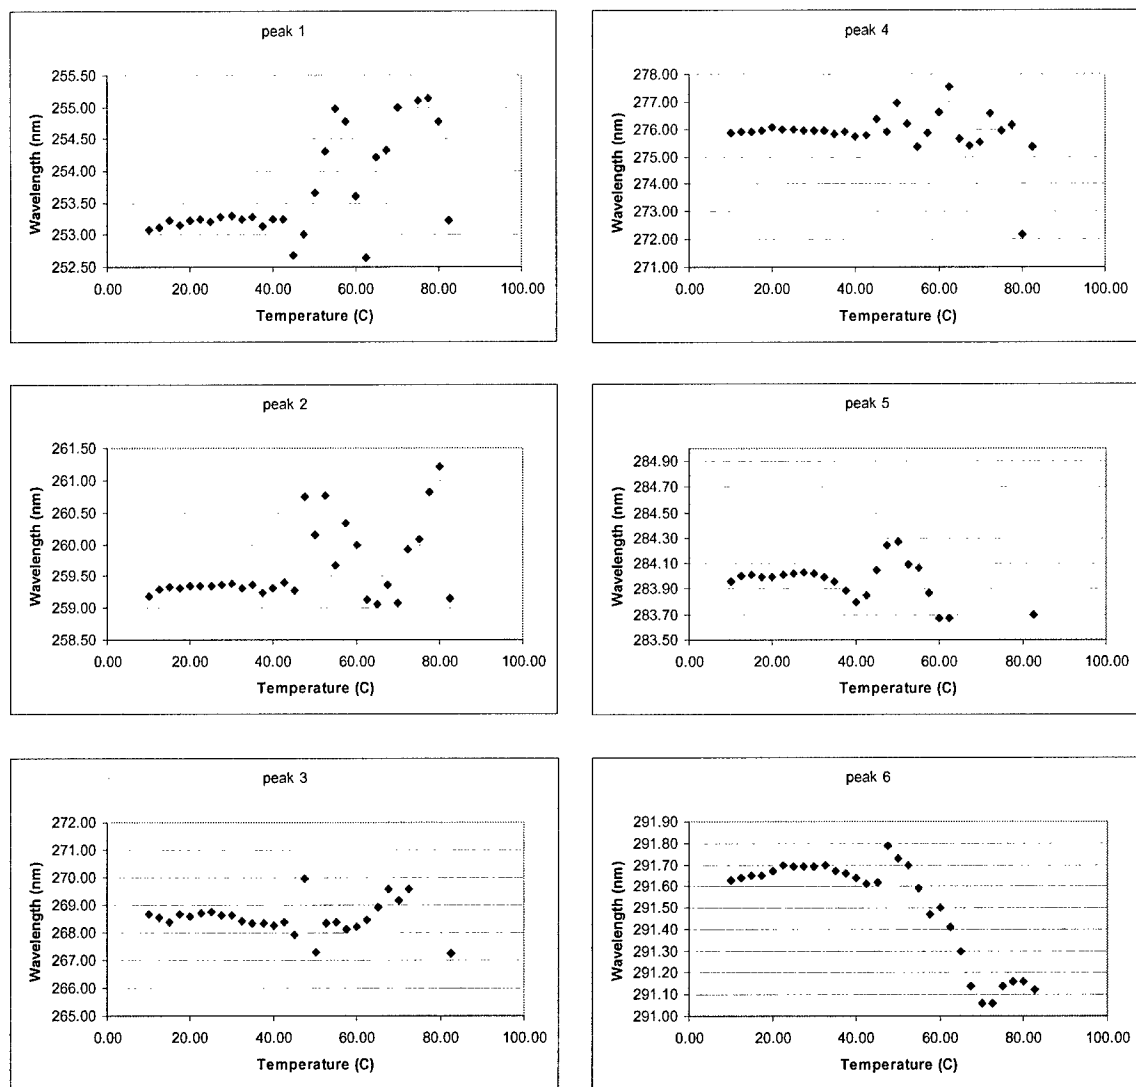 peak 1
255.50
255.00
254.50
254.00
253.50
253.00
252.50
0.00 20.00 40.00 60.00 80.00 100.00
Wavelength (nm)
Temperature (C)
peak 4
278.00
277.00
276.00
275.00
274.00
273.00
272.00
271.00
0.00 20.00 40.00 60.00 80.00 100.00
Wavelength (nm)
Temperature (C)
peak 2
261.50
261.00
260.50
260.00
259.50
259.00
258.50
0.00 20.00 40.00 60.00 80.00 100.00
Wavelength (nm)
Temperature (C)
peak 5
284.90
284.70
284.50
284.30
284.10
283.90
283.70
283.50
0.00 20.00 40.00 60.00 80.00 100.00
Wavelength (nm)
Temperature (C)
peak 3
272.00
271.00
270.00
269.00
268.00
267.00
266.00
265.00
0.00 20.00 40.00 60.00 80.00 100.00
Wavelength (nm)
Temperature (C)
peak 6
291.90
291.80
291.70
291.60
291.50
291.40
291.30
291.20
291.10
291.00
0.00 20.00 40.00 60.00 80.00 100.00
Wavelength (nm)
Temperature (C)